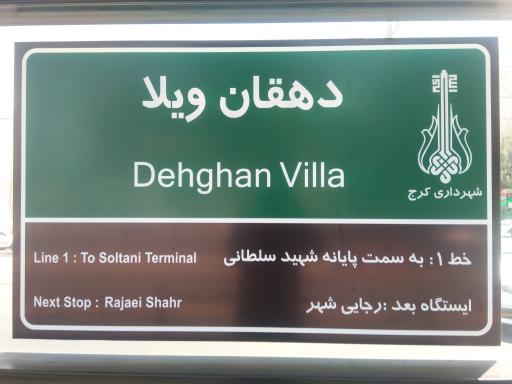 دهقان ویلا
Dehghan Villa
شهرداری کرج
Line 1 : To Soltani Terminal
خط ۱: به سمت پایانه شهید سلطانی
Next Stop : Rajaei Shahr
ایستگاه بعد :رجایی شهر